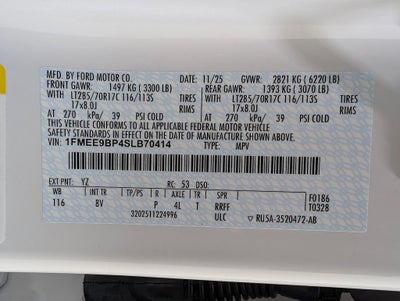 MFD. BY FORD MOTOR CO. 11/25 GVWR: 2821 KG (6220 LB)
FRONT GAWR: 1497 KG (3300 LB) REAR GAWR: 1393 KG (3070 LB)
WITH LT285/70R17C 116/113S TIRES LT285/70R17C 116/113S TIRES
17x8.0J RIMS 17x8.0J RIMS
AT 270 kPa/ 39 PSI COLD AT 270 kPa/ 39 PSI COLD
THIS VEHICLE CONFORMS TO ALL APPLICABLE FEDERAL MOTOR VEHICLE
SAFETY STANDARDS IN EFFECT ON THE DATE OF MANUFACTURE SHOWN ABOVE.
VIN: 1FMEE9BP4SLB70414 TYPE: MPV
EXT PNT: YZ RC: 53 DSO:
WB INT TR TP/PS R AXLE TR SPR F0186
116 8V P 4L T RRFF T0328
3202511224996 ULC RU5A-3520472-AB